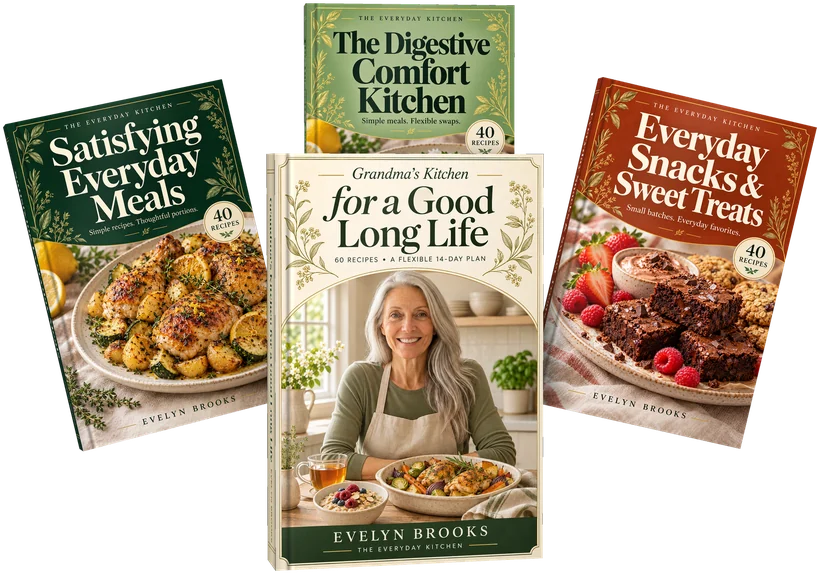 THE EVERYDAY KITCHEN
The Digestive
Comfort
Kitchen
Simple meals. Flexible swaps.
40
RECIPES
THE EVERYDAY KITCHEN
Satisfying
Everyday
Meals
Simple recipes. Thoughtful portions.
40
RECIPES
EVELYN BROOKS
Grandma's Kitchen
for a Good
Long Life
60 RECIPES • A FLEXIBLE 14-DAY PLAN
EVELYN BROOKS
THE EVERYDAY KITCHEN
THE EVERYDAY KITCHEN
Everyday
Snacks &
Sweet Treats
Small batches. Everyday favorites.
40
RECIPES
EVELYN BROOKS